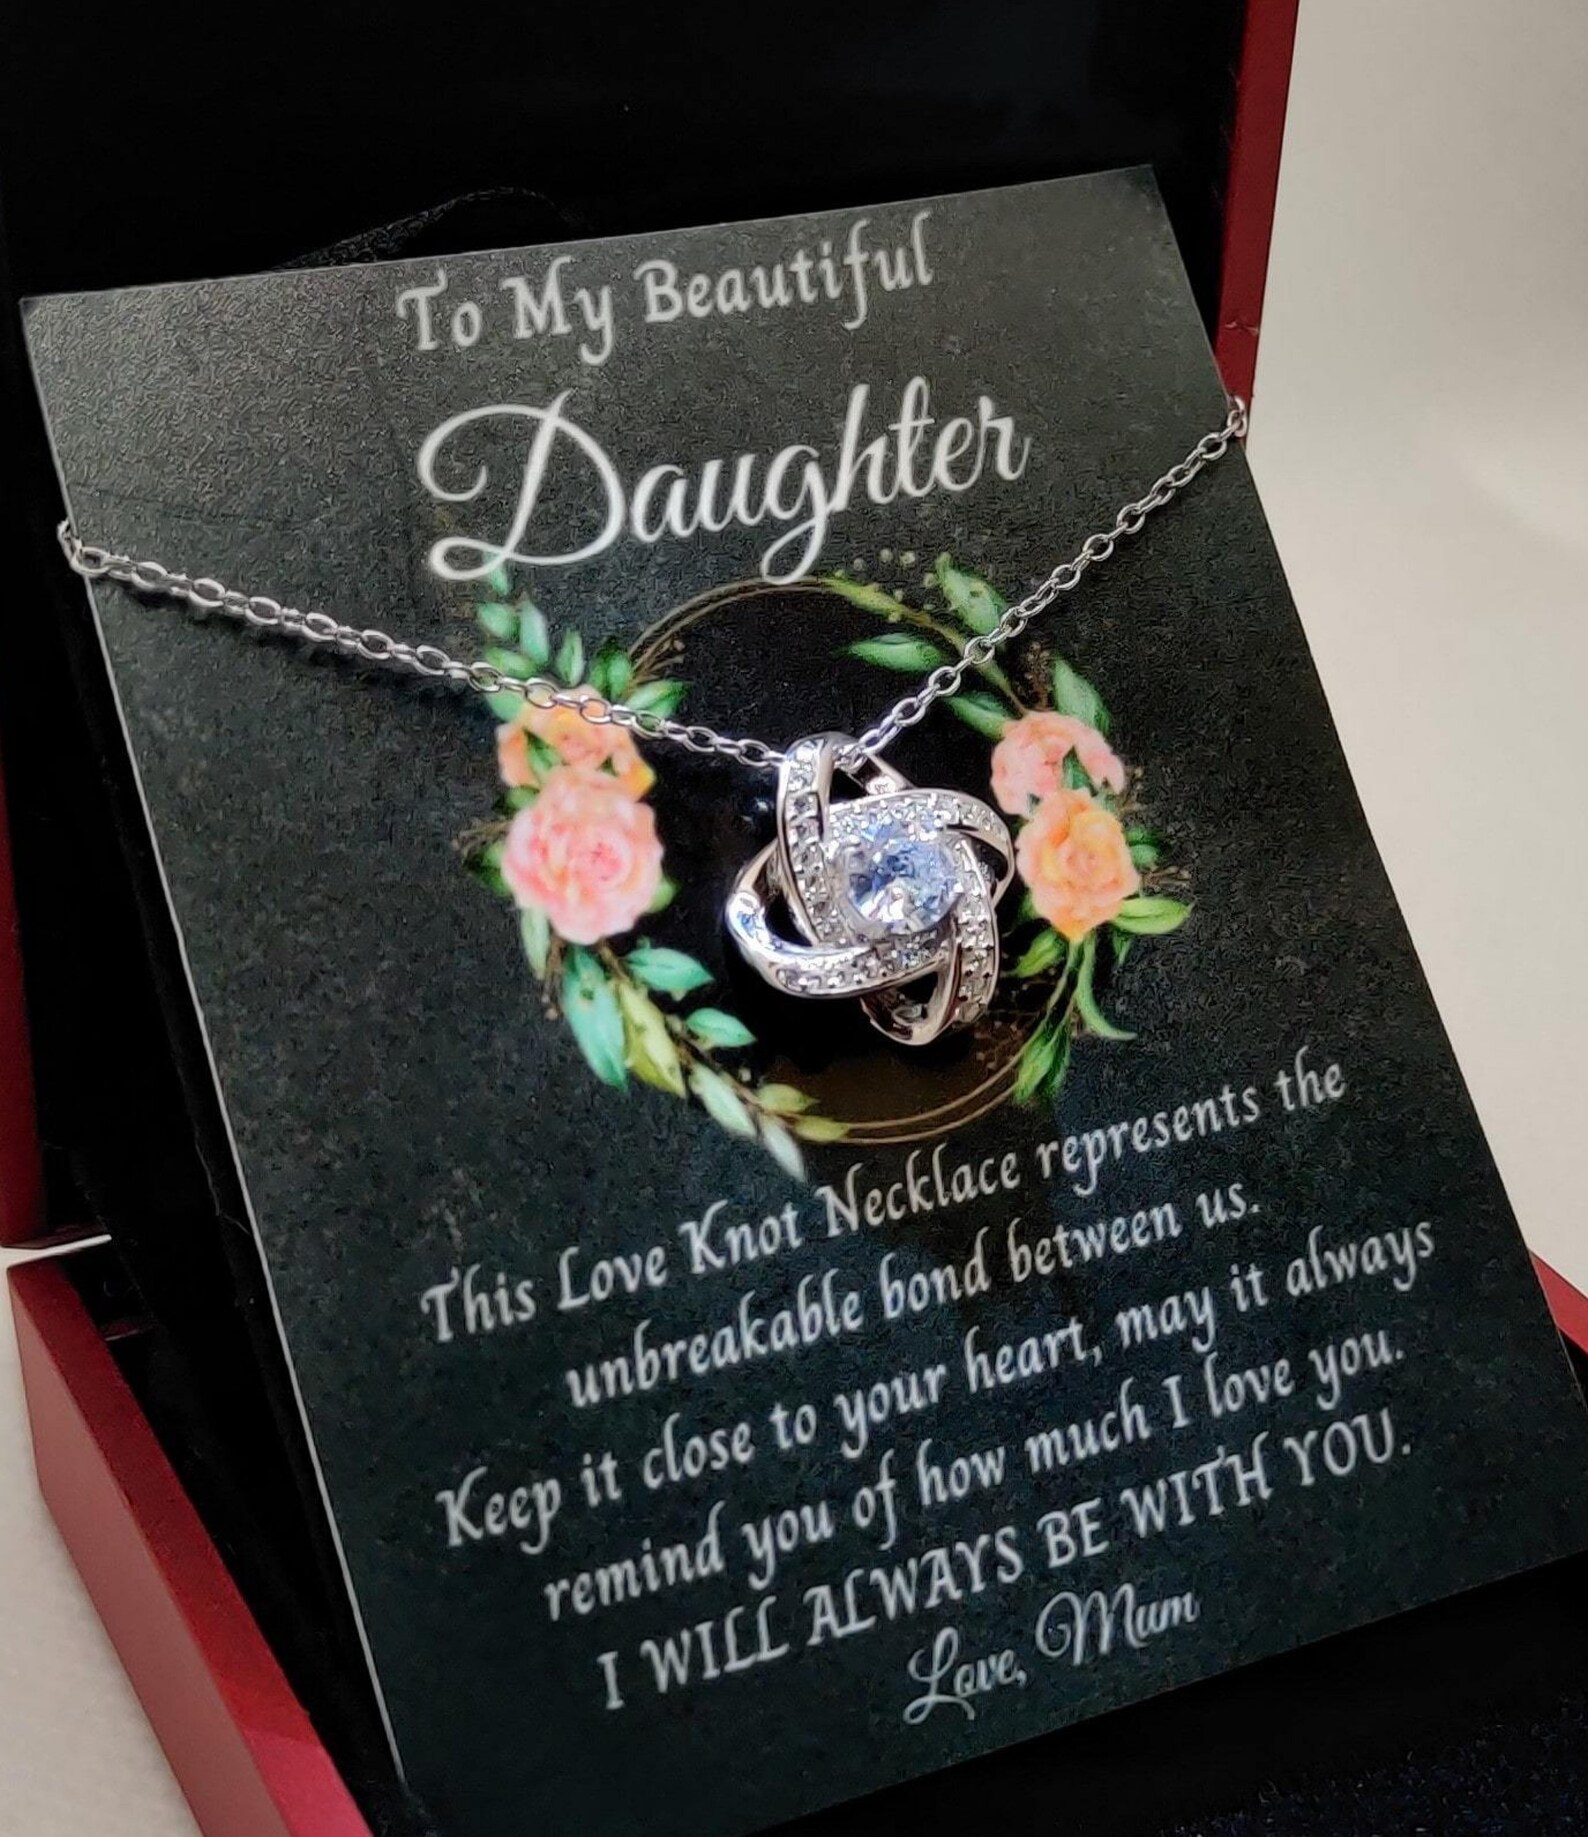 To My Beautiful
Daughter
This Love Knot Necklace represents the
unbreakable bond between us.
Keep it close to your heart, may it always
remind you of how much I love you.
I WILL ALWAYS BE WITH YOU.
Love, Mum